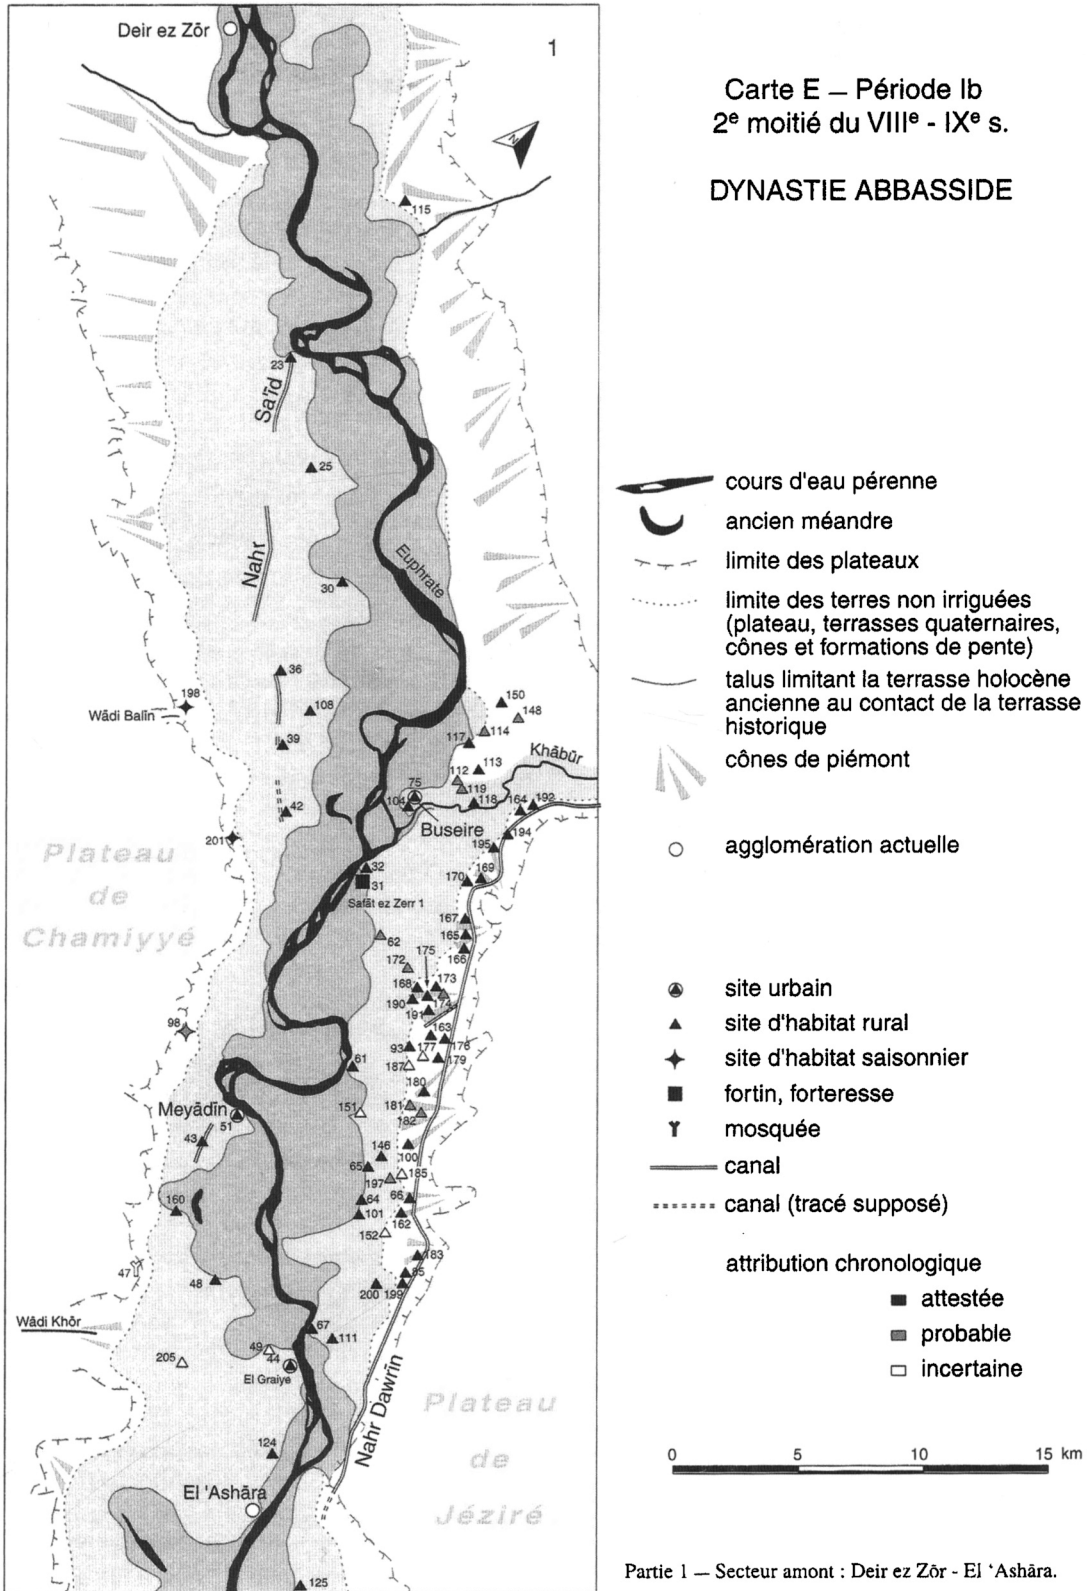 Deir ez Zōr
1
N
115
23
Sa'īd
25
Nahr
Euphrate
30
36
198
Wādi Balīn
108
39
150
148
114
117
Khābūr
113
112
119
75
104
118
164
192
42
Buseire
194
201
195
Plateau
de
Chamiyyé
32
31
170
169
Safāt ez Zerr 1
167
165
62
166
175
172
173
168
190
174
191
98
163
93
177
176
187
179
61
180
Meyādīn
51
151
181
182
43
146
100
65
185
197
160
64
66
101
162
152
183
47
48
85
200
199
Wādi Khōr
67
111
49
205
44
El Graiyé
Nahr Dawrīn
Plateau
de
Jéziré
124
El 'Ashāra
125
Carte E – Période Ib
2e moitié du VIIIe - IXe s.
DYNASTIE ABBASSIDE
cours d'eau pérenne
ancien méandre
limite des plateaux
limite des terres non irriguées
(plateau, terrasses quaternaires,
cônes et formations de pente)
talus limitant la terrasse holocène
ancienne au contact de la terrasse
historique
cônes de piémont
agglomération actuelle
site urbain
site d'habitat rural
site d'habitat saisonnier
fortin, forteresse
mosquée
canal
canal (tracé supposé)
attribution chronologique
attestée
probable
incertaine
0 5 10 15 km
Partie 1 — Secteur amont : Deir ez Zōr - El ‘Ashāra.